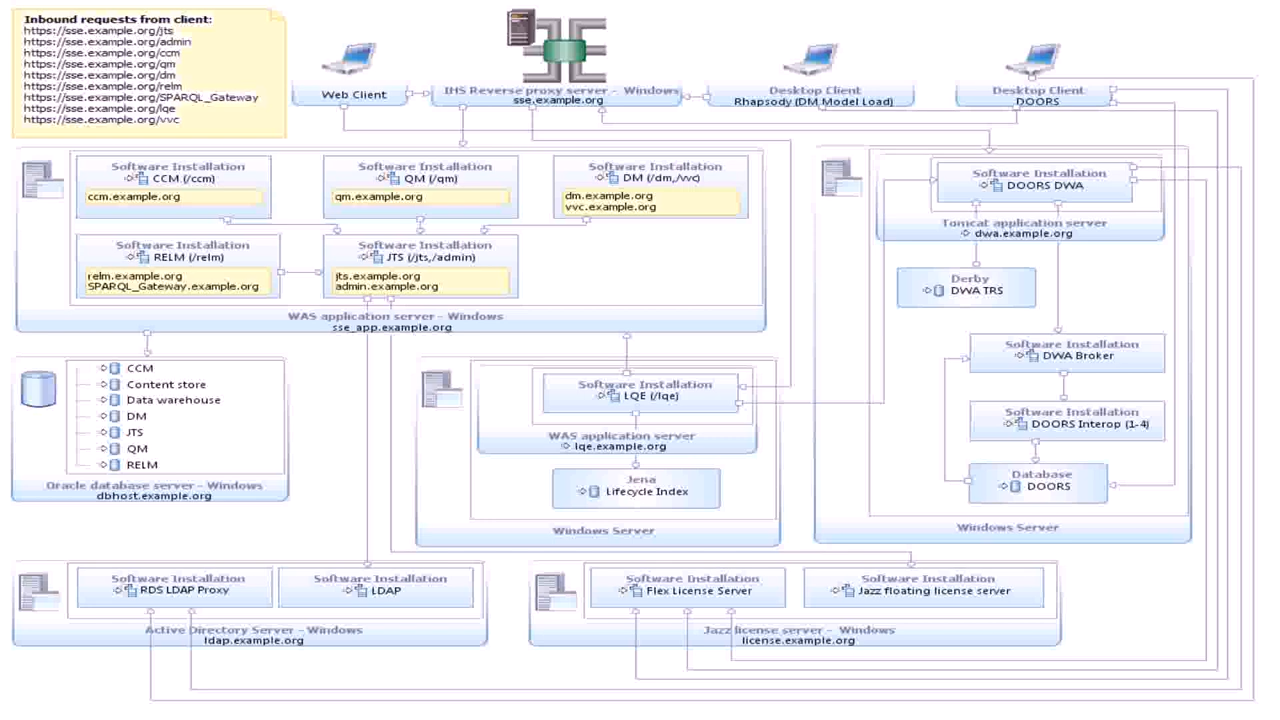 Inbound requests from client:
https://sse.example.org/jts
https://sse.example.org/admin
https://sse.example.org/ccm
https://sse.example.org/qm
https://sse.example.org/dm
https://sse.example.org/relm
https://sse.example.org/SPARQL_Gateway
https://sse.example.org/lqe
https://sse.example.org/vvc
Web Client
IHS Reverse proxy server - Windows
sse.example.org
Desktop Client
Rhapsody (DM Model Load)
Desktop Client
DOORS
Software Installation
CCM (/ccm)
ccm.example.org
Software Installation
QM (/qm)
qm.example.org
Software Installation
DM (/dm,/vvc)
dm.example.org
vvc.example.org
Software Installation
RELM (/relm)
relm.example.org
SPARQL_Gateway.example.org
Software Installation
JTS (/jts,/admin)
jts.example.org
admin.example.org
WAS application server - Windows
sse_app.example.org
Software Installation
DOORS DWA
Tomcat application server
dwa.example.org
Derby
DWA TRS
Software Installation
DWA Broker
Software Installation
DOORS Interop (1-4)
Database
DOORS
Windows Server
CCM
Content store
Data warehouse
DM
JTS
QM
RELM
Oracle database server - Windows
dbhost.example.org
Software Installation
LQE (/lqe)
WAS application server
lqe.example.org
Jena
Lifecycle Index
Windows Server
Software Installation
RDS LDAP Proxy
Software Installation
LDAP
Active Directory Server - Windows
ldap.example.org
Software Installation
Flex License Server
Software Installation
Jazz floating license server
Jazz license server - Windows
license.example.org